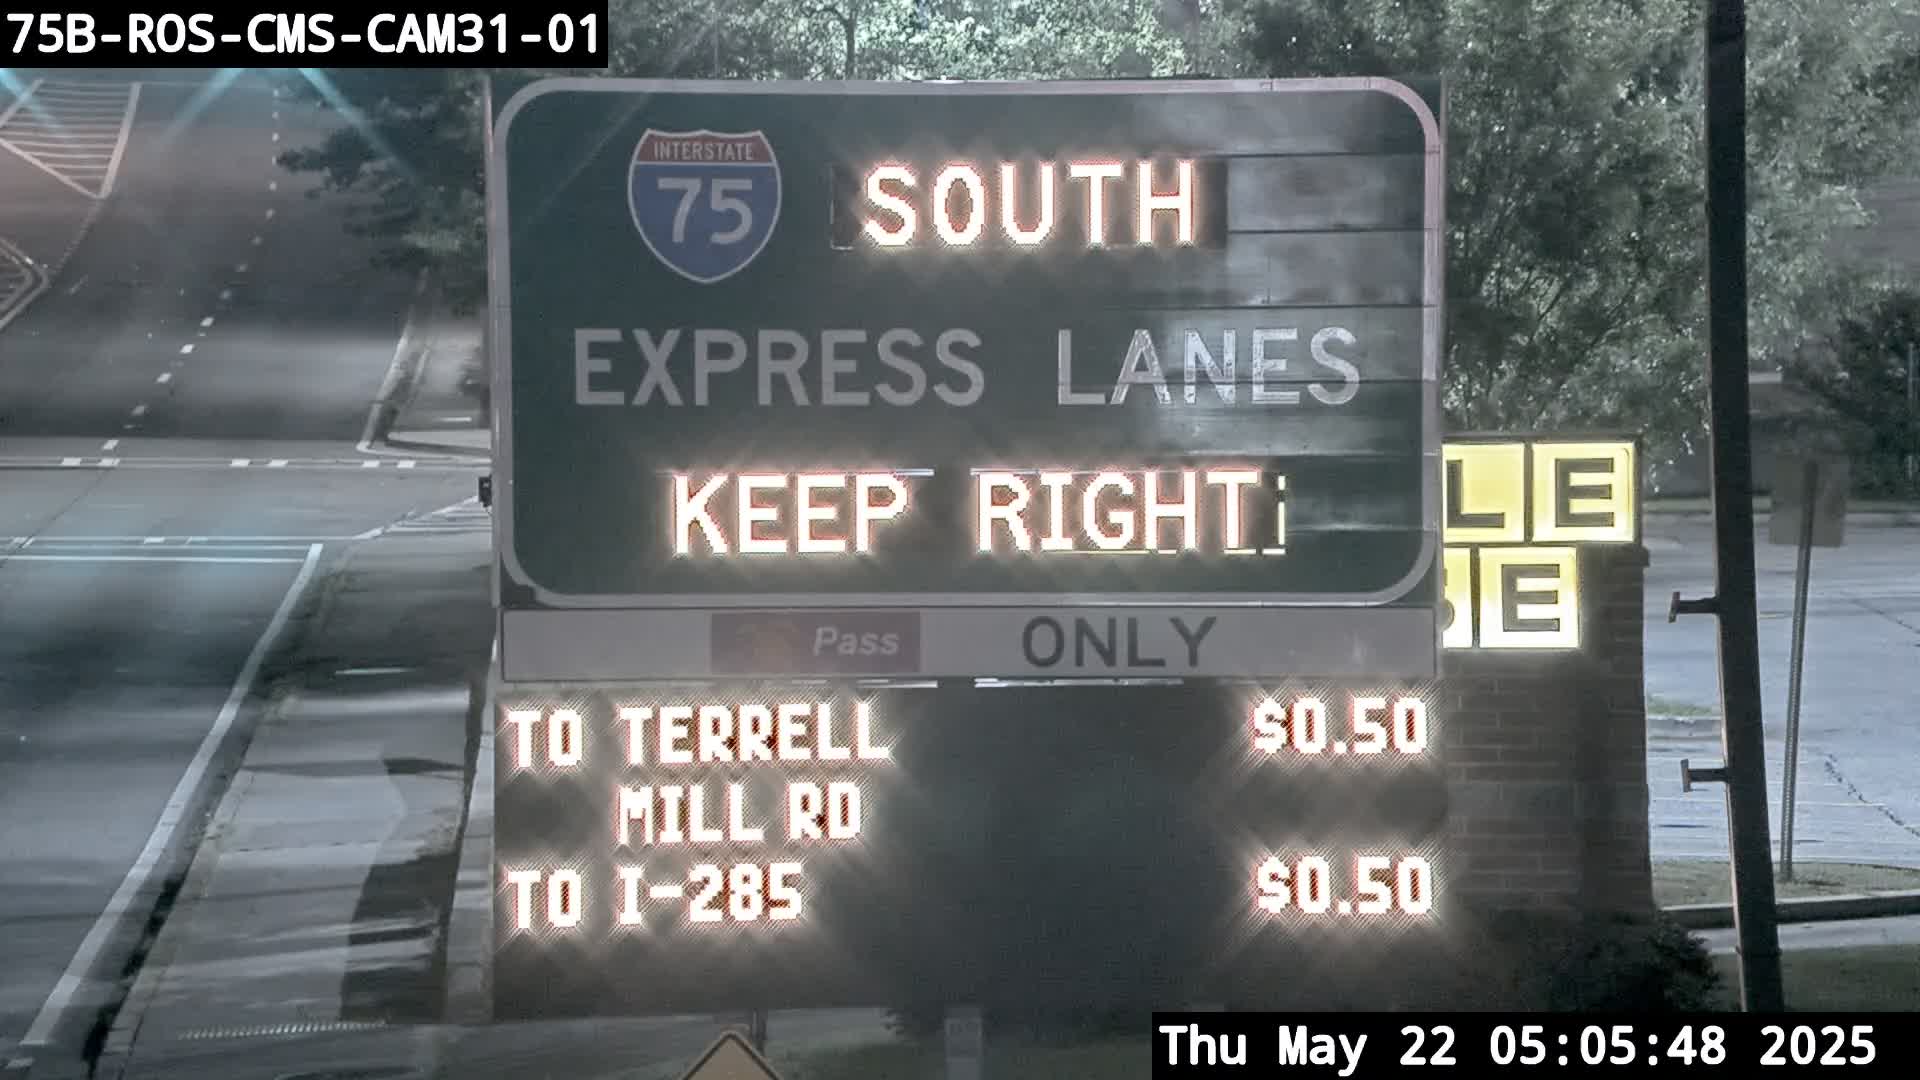 75B-ROS-CMS-CAM31-01
INTERSTATE
75
SOUTH
EXPRESS LANES
KEEP RIGHT
Pass ONLY
LE
E
TO TERRELL $0.50
MILL RD
TO I-285 $0.50
Thu May 22 05:05:48 2025